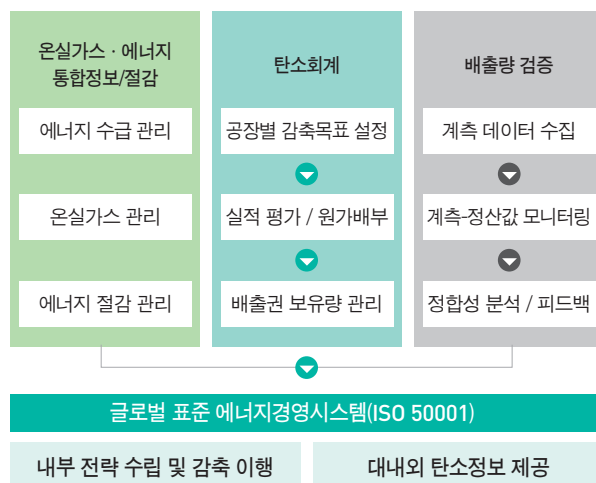 온실가스 · 에너지
통합정보/절감
에너지 수급 관리
온실가스 관리
에너지 절감 관리
탄소회계
공장별 감축목표 설정
실적 평가 / 원가배부
배출권 보유량 관리
배출량 검증
계측 데이터 수집
계측-정산값 모니터링
정합성 분석 / 피드백
글로벌 표준 에너지경영시스템(ISO 50001)
내부 전략 수립 및 감축 이행
대내외 탄소정보 제공